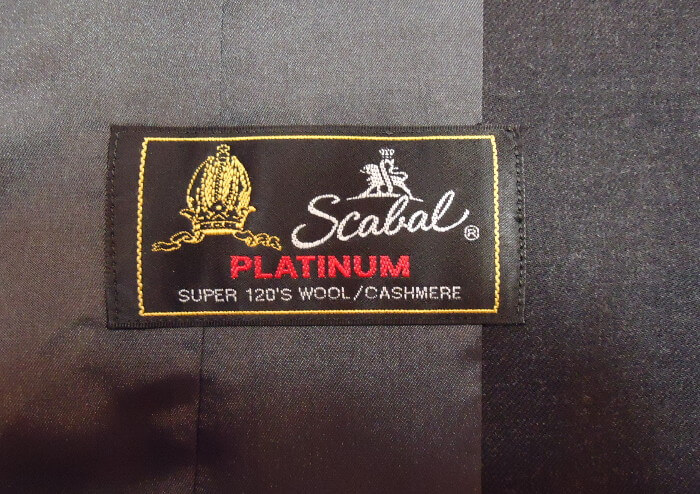 Scabal ®
PLATINUM
SUPER 120'S WOOL/CASHMERE